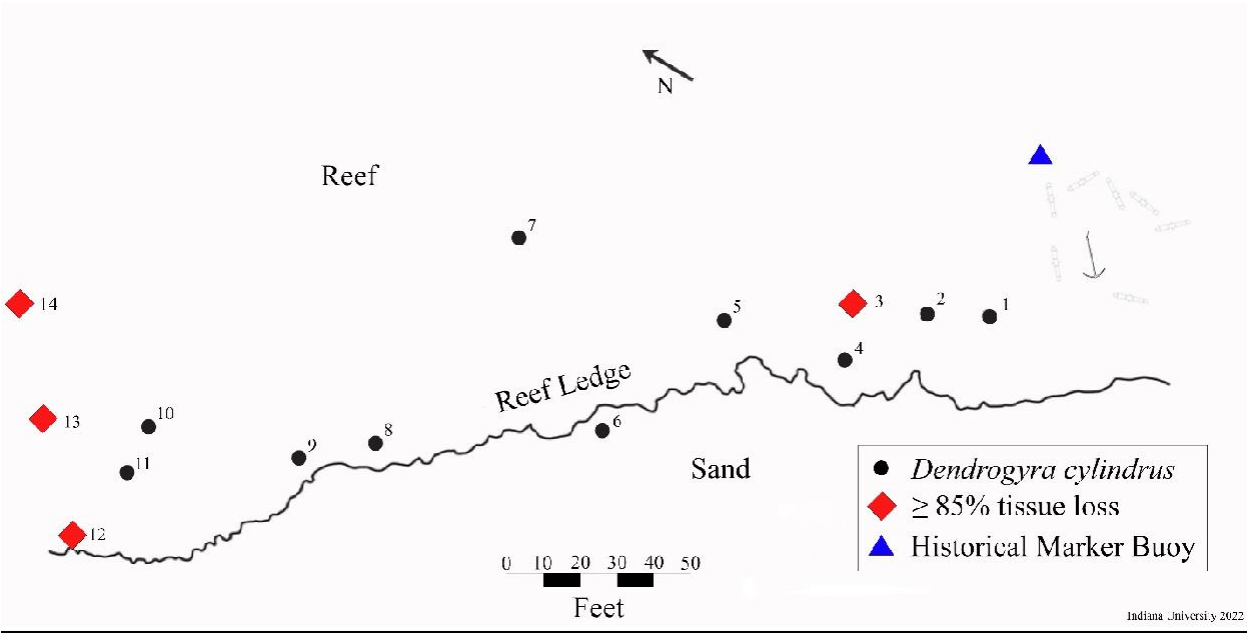 N
Reef
7
14
5
3
2
1
4
Reef Ledge
13
10
6
8
9
11
Sand
12
Dendrogyra cylindrus
≥ 85% tissue loss
Historical Marker Buoy
0 10 20 30 40 50
Feet
Indiana University 2022